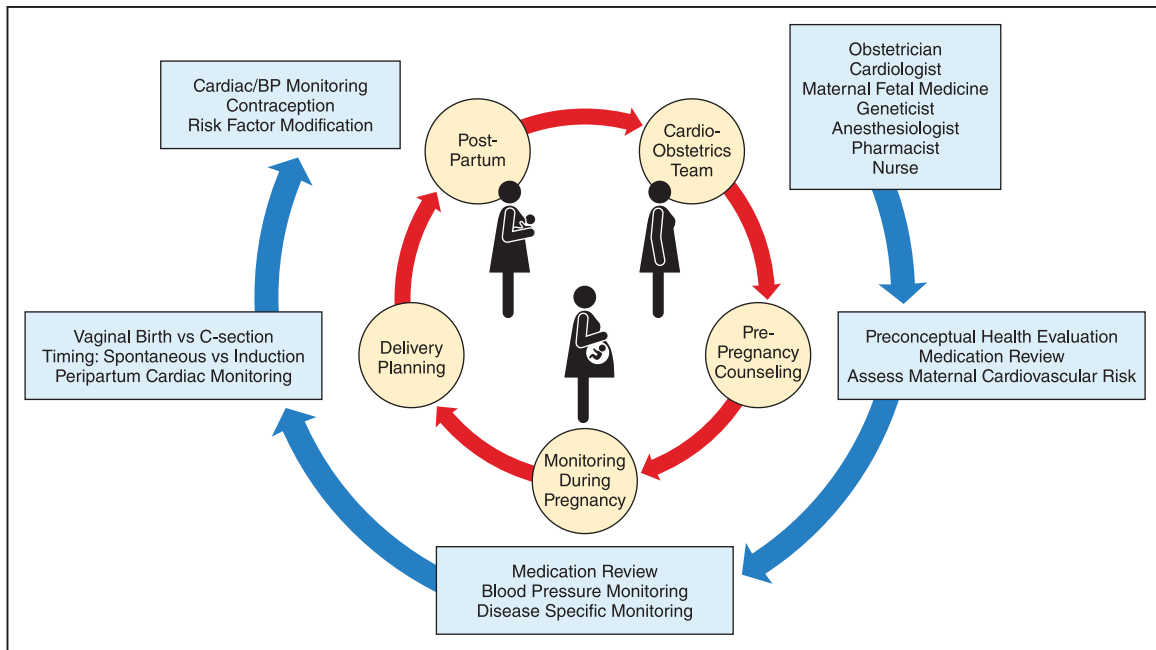 Cardiac/BP Monitoring
Contraception
Risk Factor Modification
Post-
Partum
Cardio-
Obstetrics
Team
Obstetrician
Cardiologist
Maternal Fetal Medicine
Geneticist
Anesthesiologist
Pharmacist
Nurse
Vaginal Birth vs C-section
Timing: Spontaneous vs Induction
Peripartum Cardiac Monitoring
Delivery
Planning
Pre-
Pregnancy
Counseling
Preconceptual Health Evaluation
Medication Review
Assess Maternal Cardiovascular Risk
Monitoring
During
Pregnancy
Medication Review
Blood Pressure Monitoring
Disease Specific Monitoring